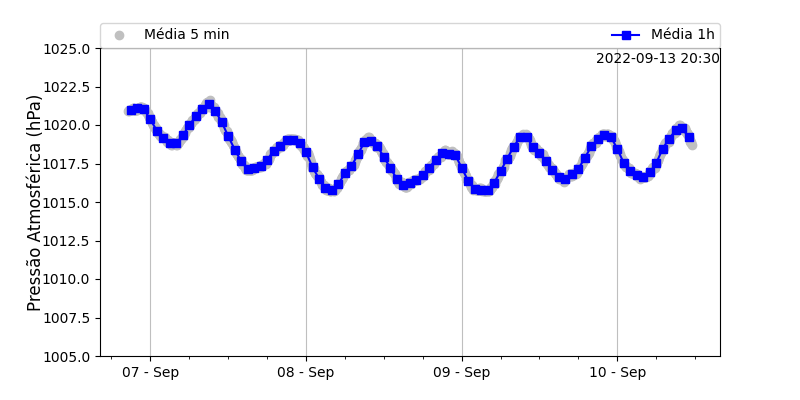 Média 5 min
Média 1h
2022-09-13 20:30
Pressão Atmosférica (hPa)
1025.0
1022.5
1020.0
1017.5
1015.0
1012.5
1010.0
1007.5
1005.0
07 - Sep
08 - Sep
09 - Sep
10 - Sep